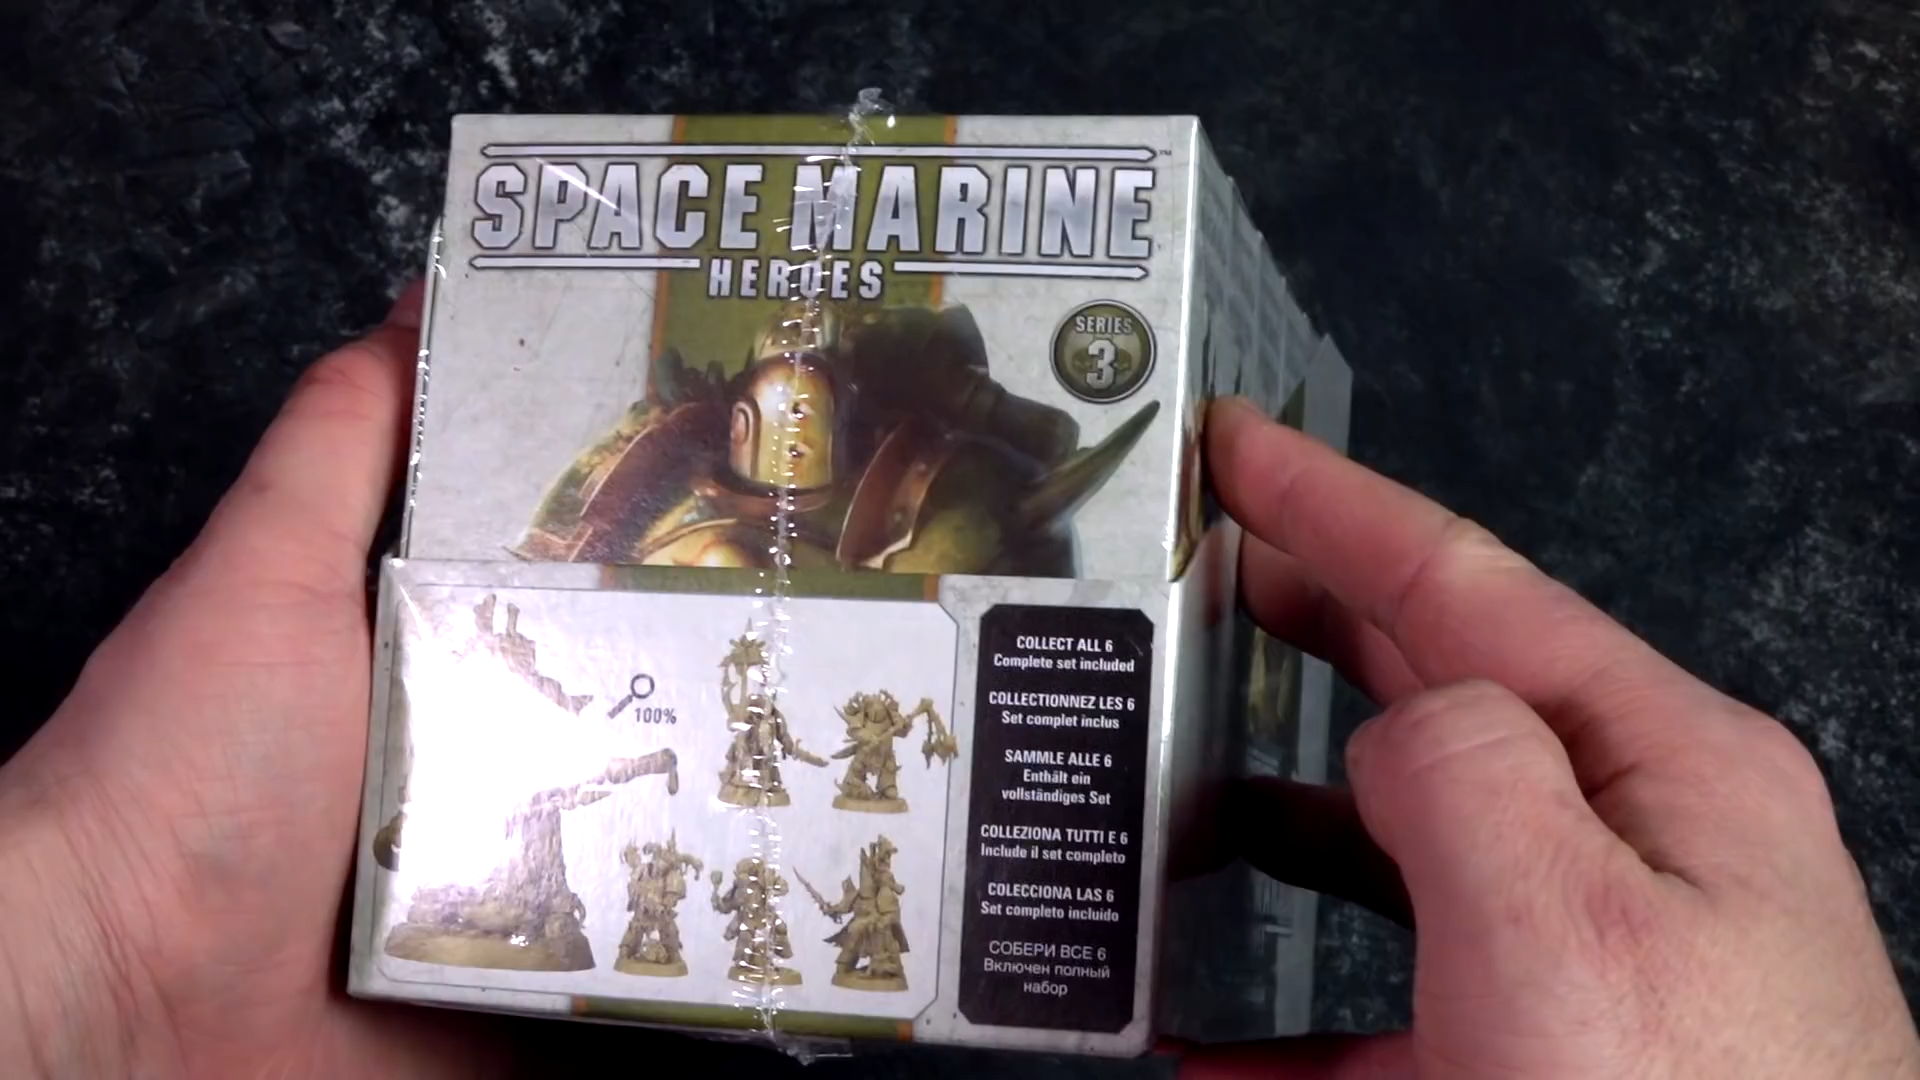 SPACE MARINE™
HEROES
SERIES
3
100%
COLLECT ALL 6
Complete set included
COLLECTIONNEZ LES 6
Set complet inclus
SAMMLE ALLE 6
Enthält ein
vollständiges Set
COLLEZIONA TUTTI E 6
Include il set completo
COLECCIONA LAS 6
Set completo incluido
СОБЕРИ ВСЕ 6
Включен полный
набор